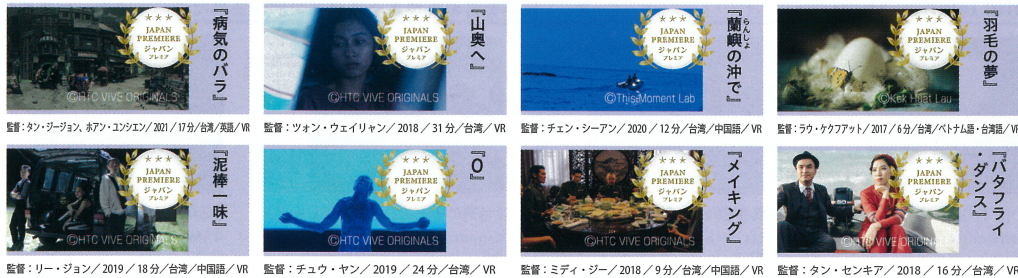 JAPAN
PREMIERE
ジャパン
プレミア
『病気のバラ』
©HTC VIVE ORIGINALS
監督：タン・ジージョン、ホアン・ユンシエン／2021／17分／台湾／英語／VR
JAPAN
PREMIERE
ジャパン
プレミア
『山奥へ』
©HTC VIVE ORIGINALS
監督：ツォン・ウェイリャン／2018／31分／台湾／VR
JAPAN
PREMIERE
ジャパン
プレミア
『蘭嶼の沖で』
らんしょ
©This Moment Lab
監督：チェン・シーアン／2020／12分／台湾／中国語／VR
JAPAN
PREMIERE
ジャパン
プレミア
『羽毛の夢』
©Kek Huat Lau
監督：ラウ・ケクフアット／2017／6分／台湾／ベトナム語・台湾語／VR
JAPAN
PREMIERE
ジャパン
プレミア
『泥棒一味』
©HTC VIVE ORIGINALS
監督：リー・ジョン／2019／18分／台湾／中国語／VR
JAPAN
PREMIERE
ジャパン
プレミア
『O』
©HTC VIVE ORIGINALS
監督：チュウ・ヤン／2019／24分／台湾／VR
JAPAN
PREMIERE
ジャパン
プレミア
『メイキング』
©HTC VIVE ORIGINALS
監督：ミディ・ジー／2018／9分／台湾／中国語／VR
JAPAN
PREMIERE
ジャパン
プレミア
『バタフライ
・ダンス』
©HTC VIVE ORIGINALS
監督：タン・センキア／2018／16分／台湾／VR